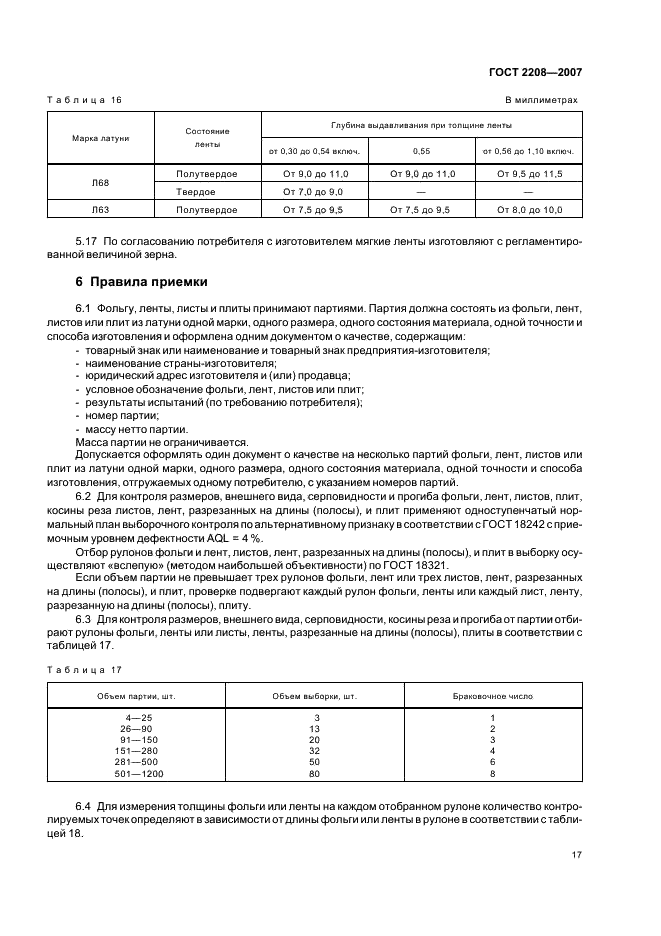 ГОСТ 2208—2007
Таблица 16
В миллиметрах
Марка латуни
Состояние ленты
Глубина выдавливания при толщине ленты
от 0,30 до 0,54 включ.
0,55
от 0,56 до 1,10 включ.
Л68
Полутвердое
От 9,0 до 11,0
От 9,0 до 11,0
От 9,5 до 11,5
Твердое
От 7,0 до 9,0
—
—
Л63
Полутвердое
От 7,5 до 9,5
От 7,5 до 9,5
От 8,0 до 10,0
5.17 По согласованию потребителя с изготовителем мягкие ленты изготовляют с регламентиро-
ванной величиной зерна.
6 Правила приемки
6.1 Фольгу, ленты, листы и плиты принимают партиями. Партия должна состоять из фольги, лент,
листов или плит из латуни одной марки, одного размера, одного состояния материала, одной точности и
способа изготовления и оформлена одним документом о качестве, содержащим:
- товарный знак или наименование и товарный знак предприятия-изготовителя;
- наименование страны-изготовителя;
- юридический адрес изготовителя и (или) продавца;
- условное обозначение фольги, лент, листов или плит;
- результаты испытаний (по требованию потребителя);
- номер партии;
- массу нетто партии.
Масса партии не ограничивается.
Допускается оформлять один документ о качестве на несколько партий фольги, лент, листов или
плит из латуни одной марки, одного размера, одного состояния материала, одной точности и способа
изготовления, отгружаемых одному потребителю, с указанием номеров партий.
6.2 Для контроля размеров, внешнего вида, серповидности и прогиба фольги, лент, листов, плит,
косины реза листов, лент, разрезанных на длины (полосы), и плит применяют одноступенчатый нор-
мальный план выборочного контроля по альтернативному признаку в соответствии с ГОСТ 18242 с прие-
мочным уровнем дефектности AQL = 4 %.
Отбор рулонов фольги и лент, листов, лент, разрезанных на длины (полосы), и плит в выборку осу-
ществляют «вслепую» (методом наибольшей объективности) по ГОСТ 18321.
Если объем партии не превышает трех рулонов фольги, лент или трех листов, лент, разрезанных
на длины (полосы), и плит, проверке подвергают каждый рулон фольги, ленты или каждый лист, ленту,
разрезанную на длины (полосы), плиту.
6.3 Для контроля размеров, внешнего вида, серповидности, косины реза и прогиба от партии отби-
рают рулоны фольги, ленты или листы, ленты, разрезанные на длины (полосы), плиты в соответствии с
таблицей 17.
Таблица 17
Объем партии, шт.
Объем выборки, шт.
Браковочное число
4—25 3 1
26—90 13 2
91—150 20 3
151—280 32 4
281—500 50 6
501—1200 80 8
6.4 Для измерения толщины фольги или ленты на каждом отобранном рулоне количество контро-
лируемых точек определяют в зависимости от длины фольги или ленты в рулоне в соответствии с табли-
цей 18.
17